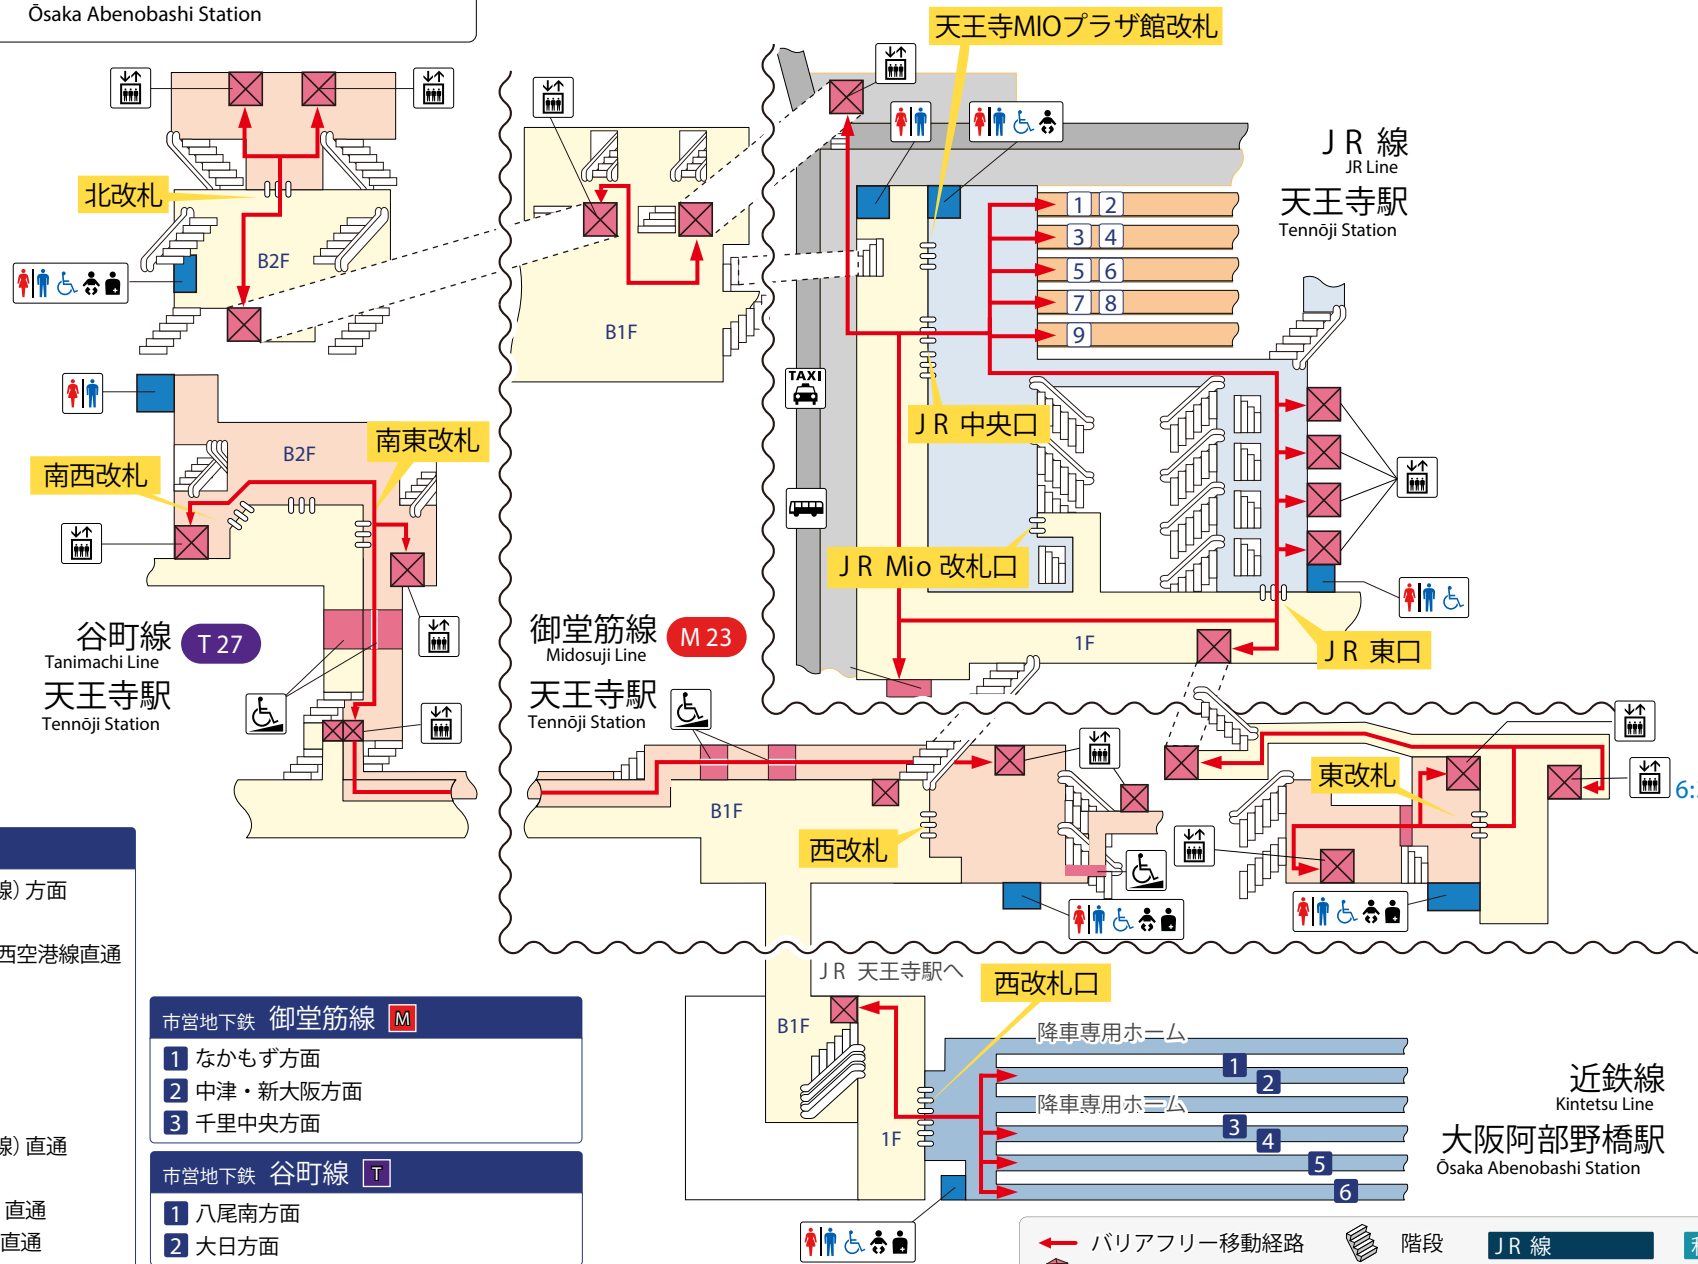 Ōsaka Abenobashi Station
天王寺MIOプラザ館改札
JR 線
JR Line
天王寺駅
Tennōji Station
1 2
3 4
5 6
7 8
9
北改札
B2F
B1F
TAXI
JR 中央口
JR Mio 改札口
1F
JR 東口
南西改札
B2F
南東改札
谷町線
Tanimachi Line
T 27
天王寺駅
Tennōji Station
御堂筋線
Midosuji Line
M 23
天王寺駅
Tennōji Station
B1F
西改札
東改札
線）方面
西空港線直通
線）直通
直通
直通
市営地下鉄 御堂筋線 M
1 なかもず方面
2 中津・新大阪方面
3 千里中央方面
市営地下鉄 谷町線 T
1 八尾南方面
2 大日方面
JR 天王寺駅へ
西改札口
B1F
1F
降車専用ホーム
1
2
降車専用ホーム
3
4
5
6
近鉄線
Kintetsu Line
大阪阿部野橋駅
Ōsaka Abenobashi Station
バリアフリー移動経路
階段
JR 線